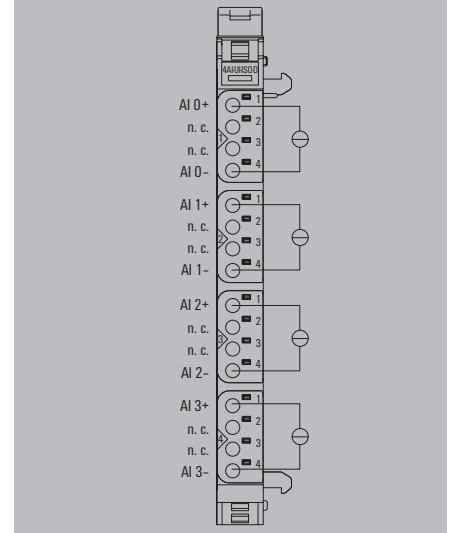 4AIUIHSGD
AI 0+ 1
n. c. 2
1
n. c. 3
AI 0– 4
AI 1+ 1
n. c. 2
2
n. c. 3
AI 1– 4
AI 2+ 1
n. c. 2
3
n. c. 3
AI 2– 4
AI 3+ 1
n. c. 2
4
n. c. 3
AI 3– 4